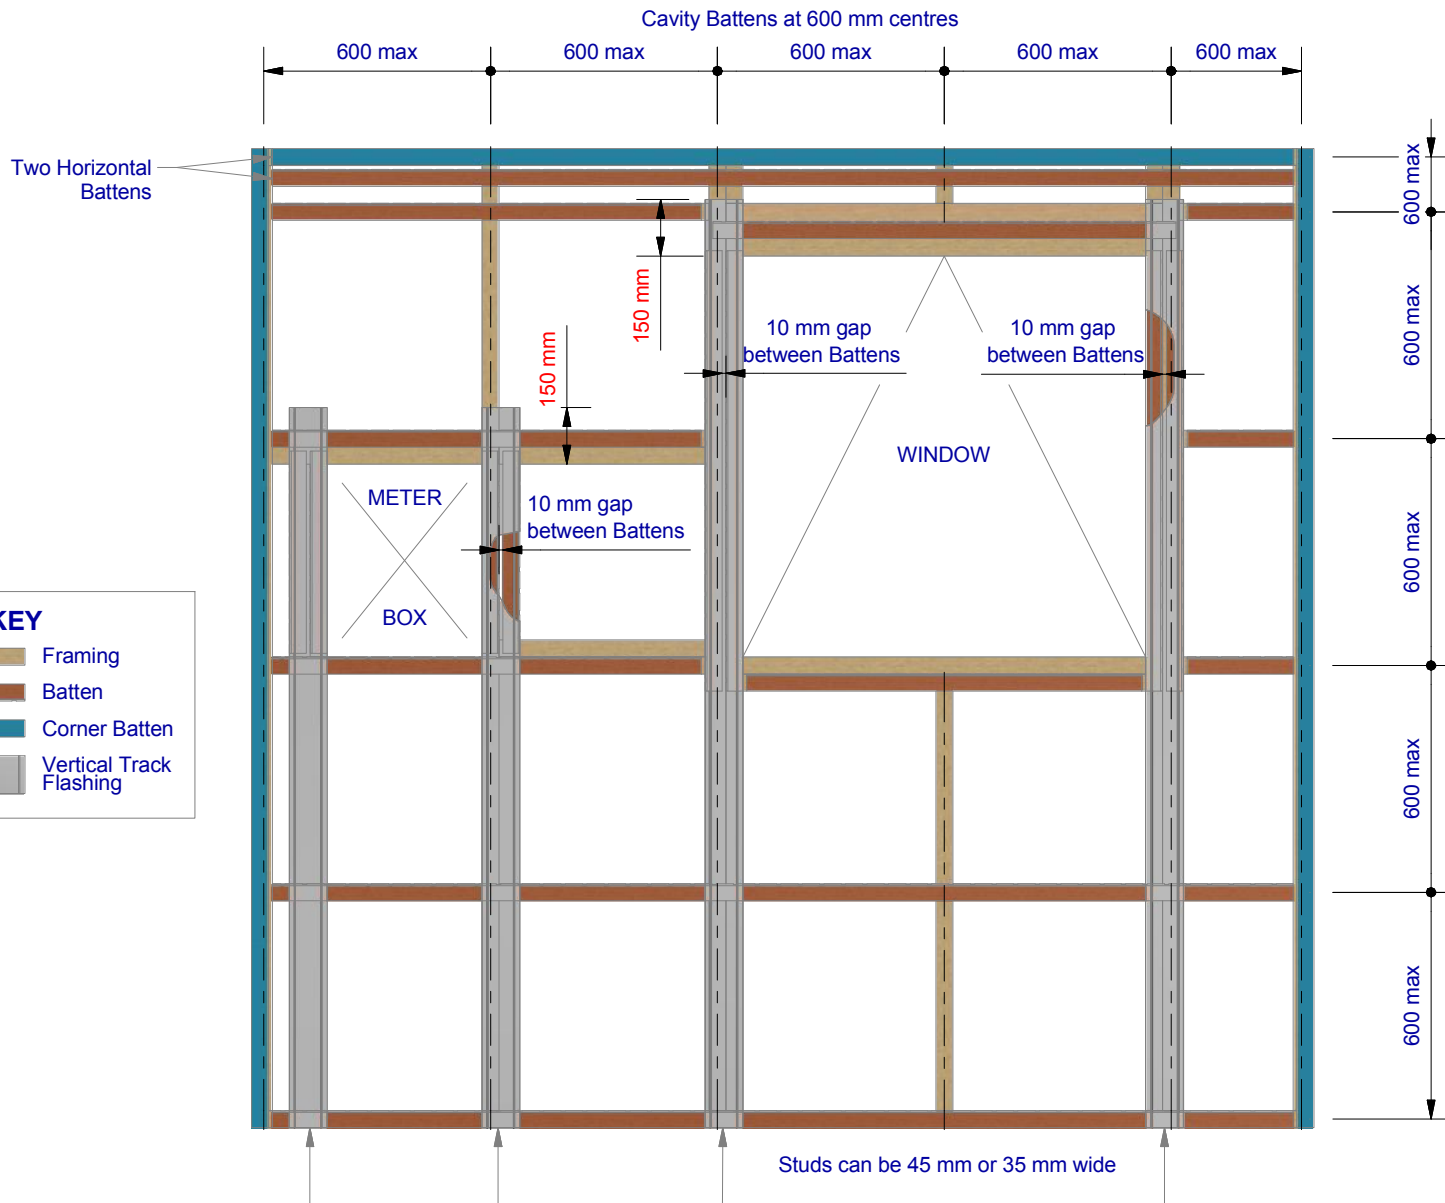 Cavity Battens at 600 mm centres
600 max
600 max
600 max
600 max
600 max
Two Horizontal
Battens
600 max
600 max
600 max
600 max
600 max
150 mm
150 mm
10 mm gap
between Battens
10 mm gap
between Battens
WINDOW
METER
BOX
10 mm gap
between Battens
KEY
Framing
Batten
Corner Batten
Vertical Track
Flashing
Studs can be 45 mm or 35 mm wide